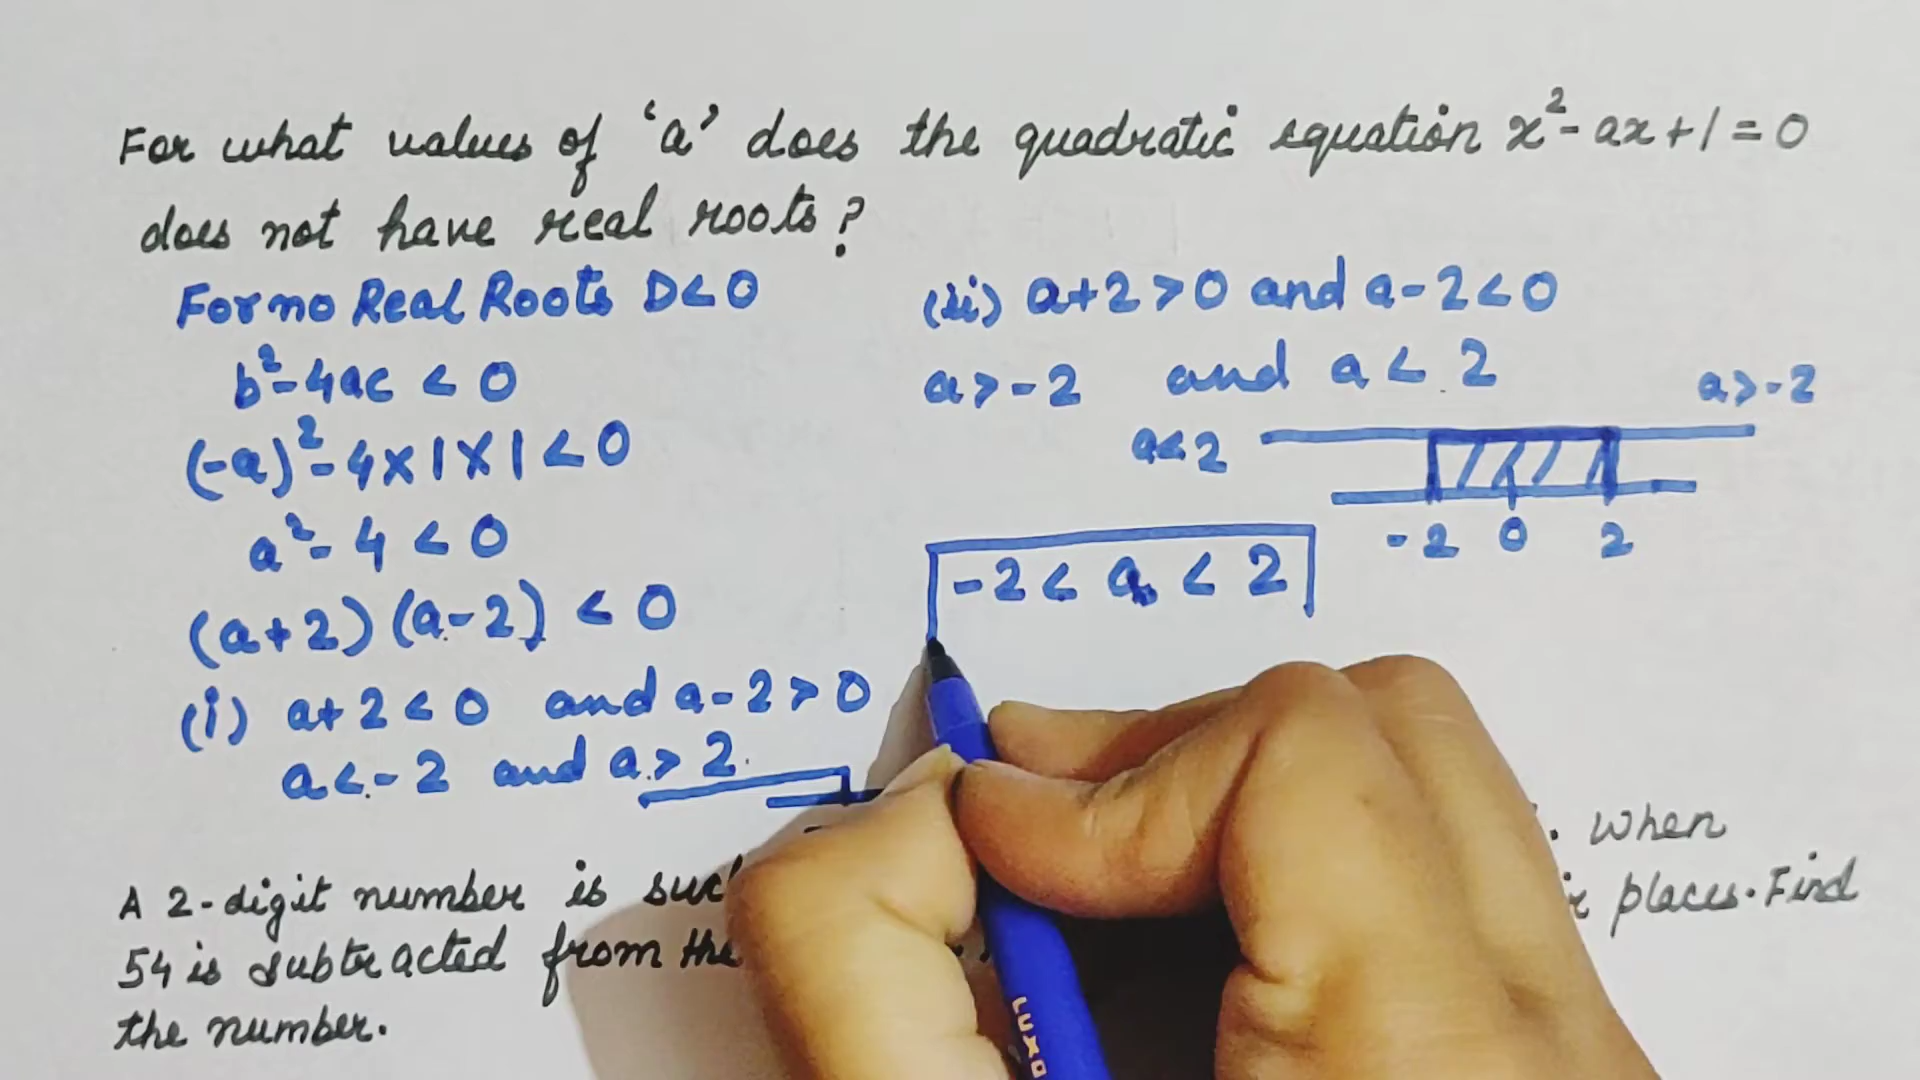 For what values of 'a' does the quadratic equation x²- ax+1=0
does not have real roots?
For no Real Roots D<0
b²-4ac < 0
(-a)²-4×1×1<0
a²-4<0
(a+2)(a-2) < 0
(i) a+2<0 and a-2>0
a<-2 and a>2
(ii) a+2>0 and a-2<0
a>-2 and a<2
a>-2
a<2
-2 0 2
-2 < a < 2
A 2-digit number is when
54 is subtracted from the places. Find
the number.
LUXO